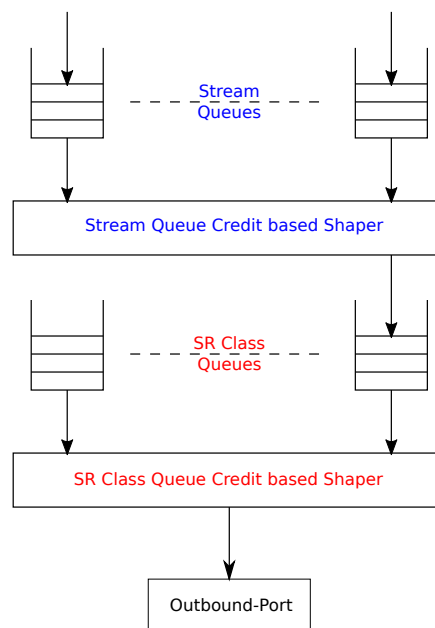 Stream
Queues
Stream Queue Credit based Shaper
SR Class
Queues
SR Class Queue Credit based Shaper
Outbound-Port